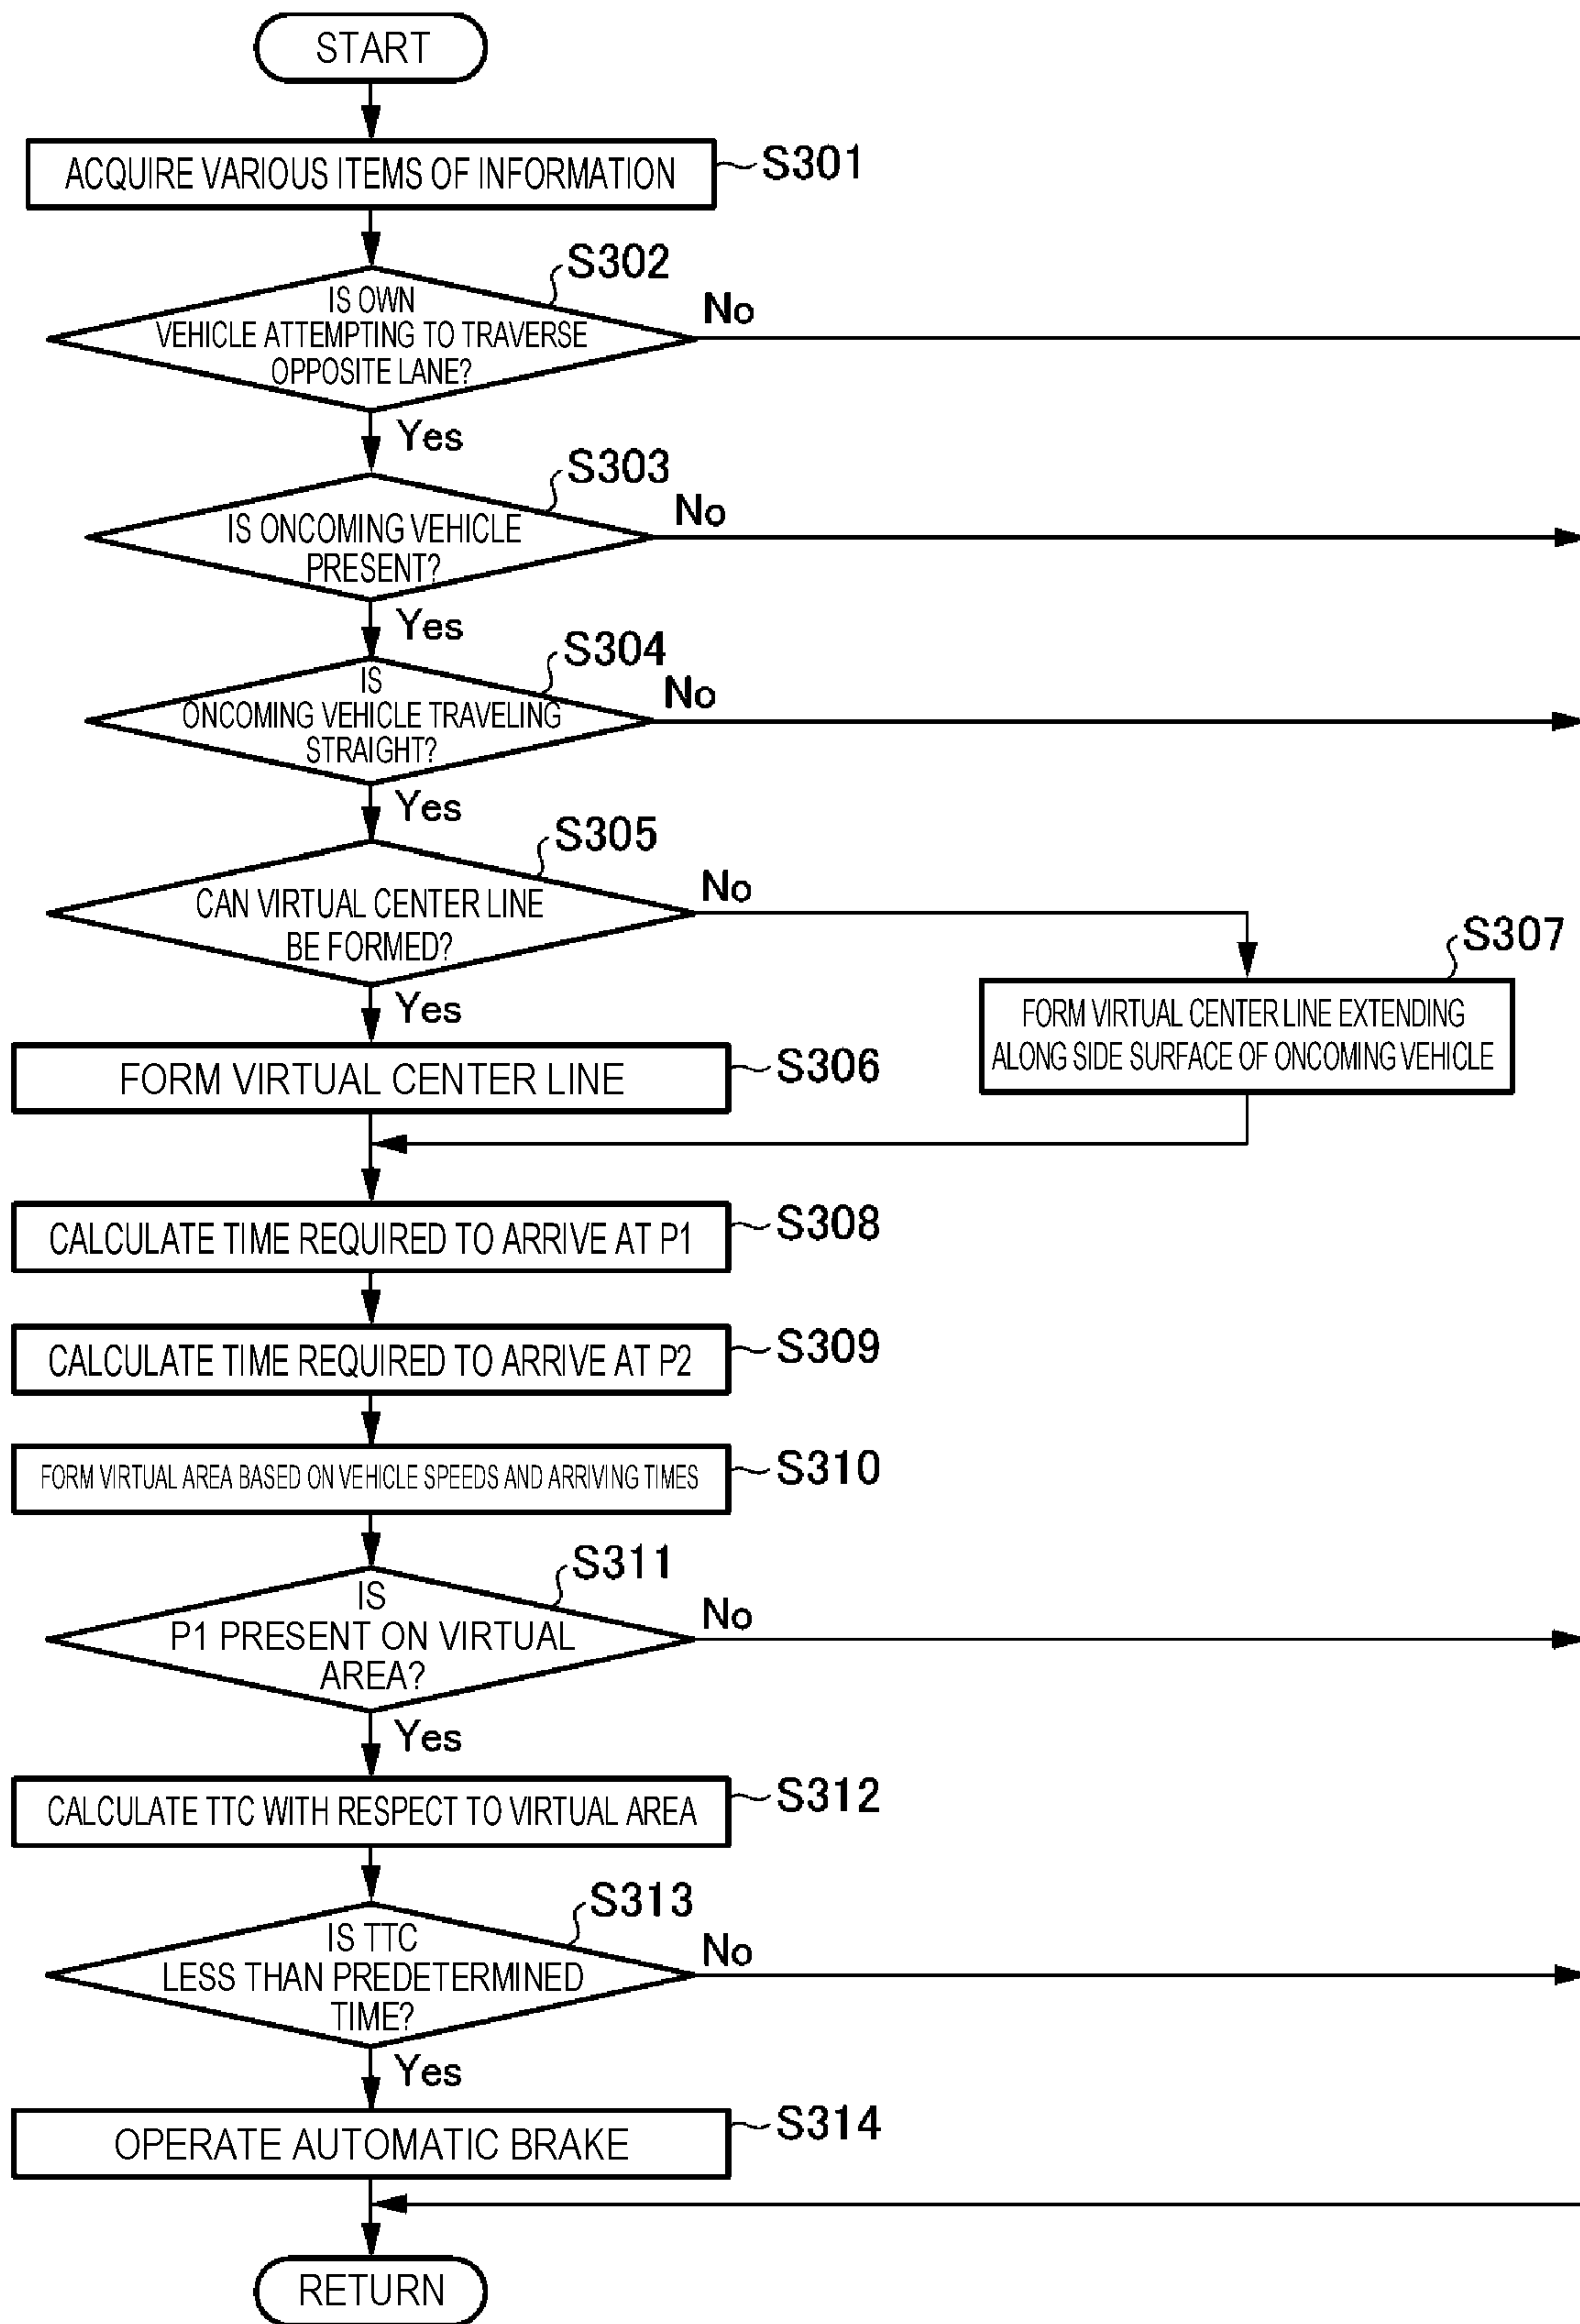 START
ACQUIRE VARIOUS ITEMS OF INFORMATION
S301
S302
IS OWN
VEHICLE ATTEMPTING TO TRAVERSE
OPPOSITE LANE?
No
Yes
S303
IS ONCOMING VEHICLE
PRESENT?
No
Yes
S304
IS
ONCOMING VEHICLE TRAVELING
STRAIGHT?
No
Yes
S305
CAN VIRTUAL CENTER LINE
BE FORMED?
No
Yes
S307
FORM VIRTUAL CENTER LINE EXTENDING
ALONG SIDE SURFACE OF ONCOMING VEHICLE
FORM VIRTUAL CENTER LINE
S306
CALCULATE TIME REQUIRED TO ARRIVE AT P1
S308
CALCULATE TIME REQUIRED TO ARRIVE AT P2
S309
FORM VIRTUAL AREA BASED ON VEHICLE SPEEDS AND ARRIVING TIMES
S310
S311
IS
P1 PRESENT ON VIRTUAL
AREA?
No
Yes
CALCULATE TTC WITH RESPECT TO VIRTUAL AREA
S312
S313
IS TTC
LESS THAN PREDETERMINED
TIME?
No
Yes
OPERATE AUTOMATIC BRAKE
S314
RETURN